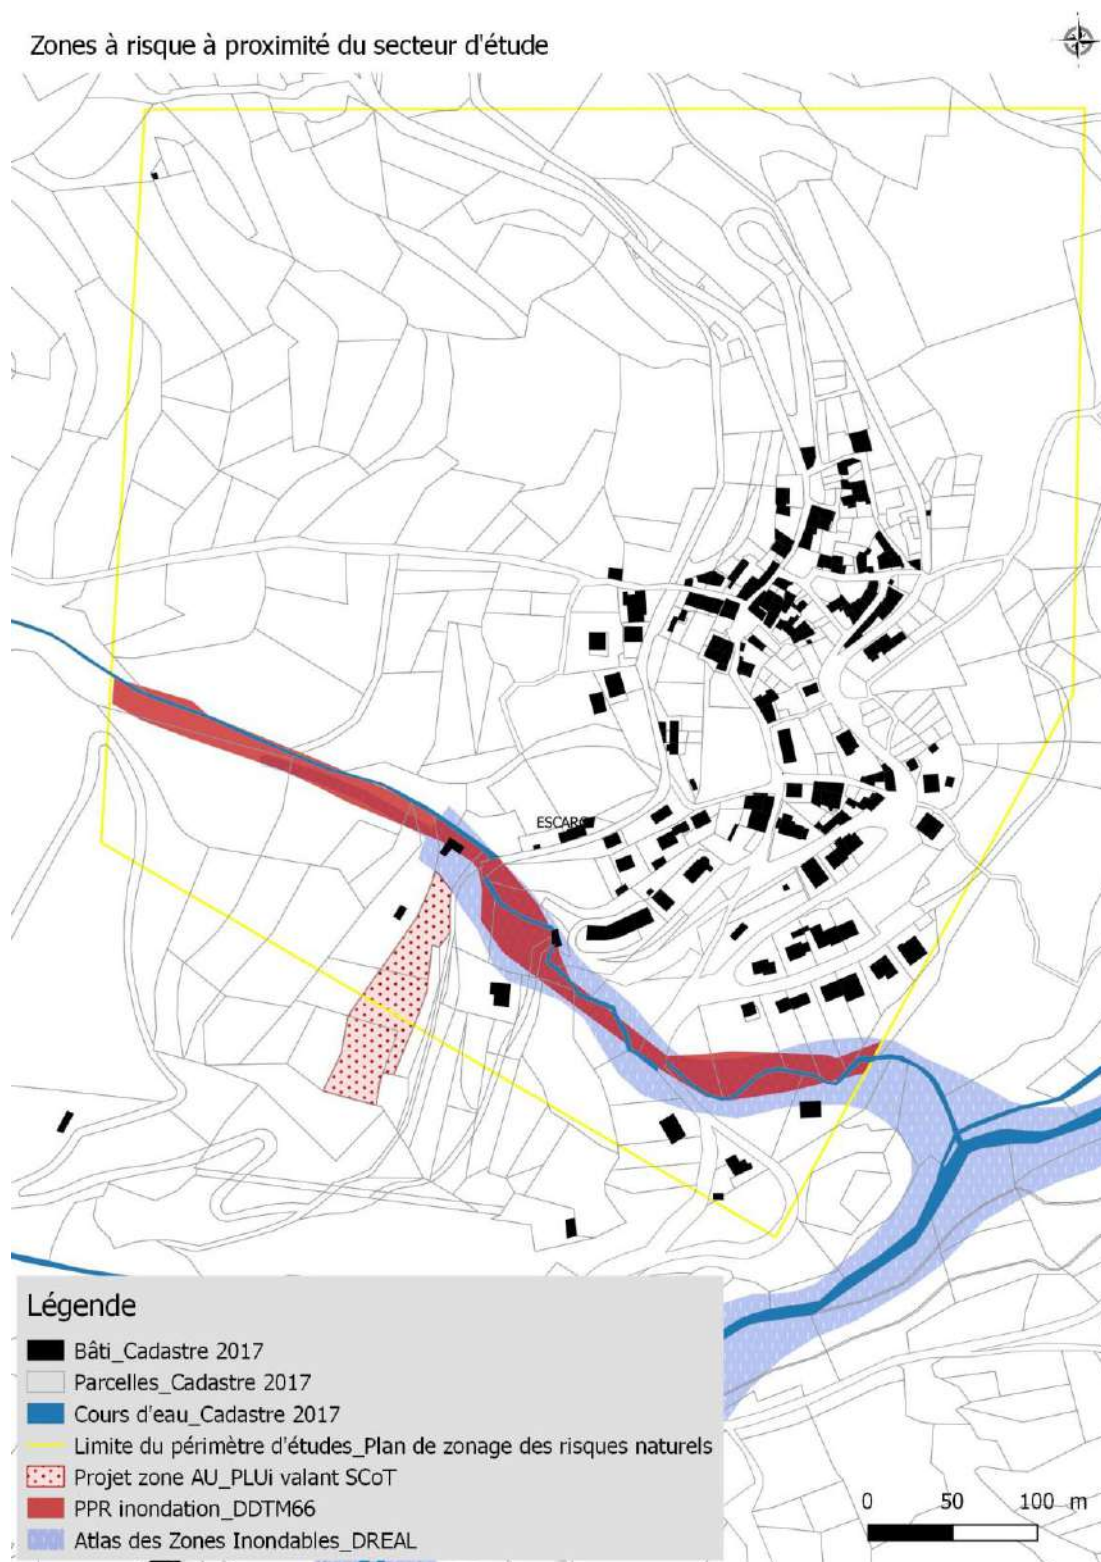 Zones à risque à proximité du secteur d'étude
Légende
Bâti_Cadastre 2017
Parcelles_Cadastre 2017
Cours d'eau_Cadastre 2017
Limite du périmètre d'études_Plan de zonage des risques naturels
Projet zone AU_PLUi valant SCoT
PPR inondation_DDTM66
Atlas des Zones Inondables_DREAL
0 50 100 m